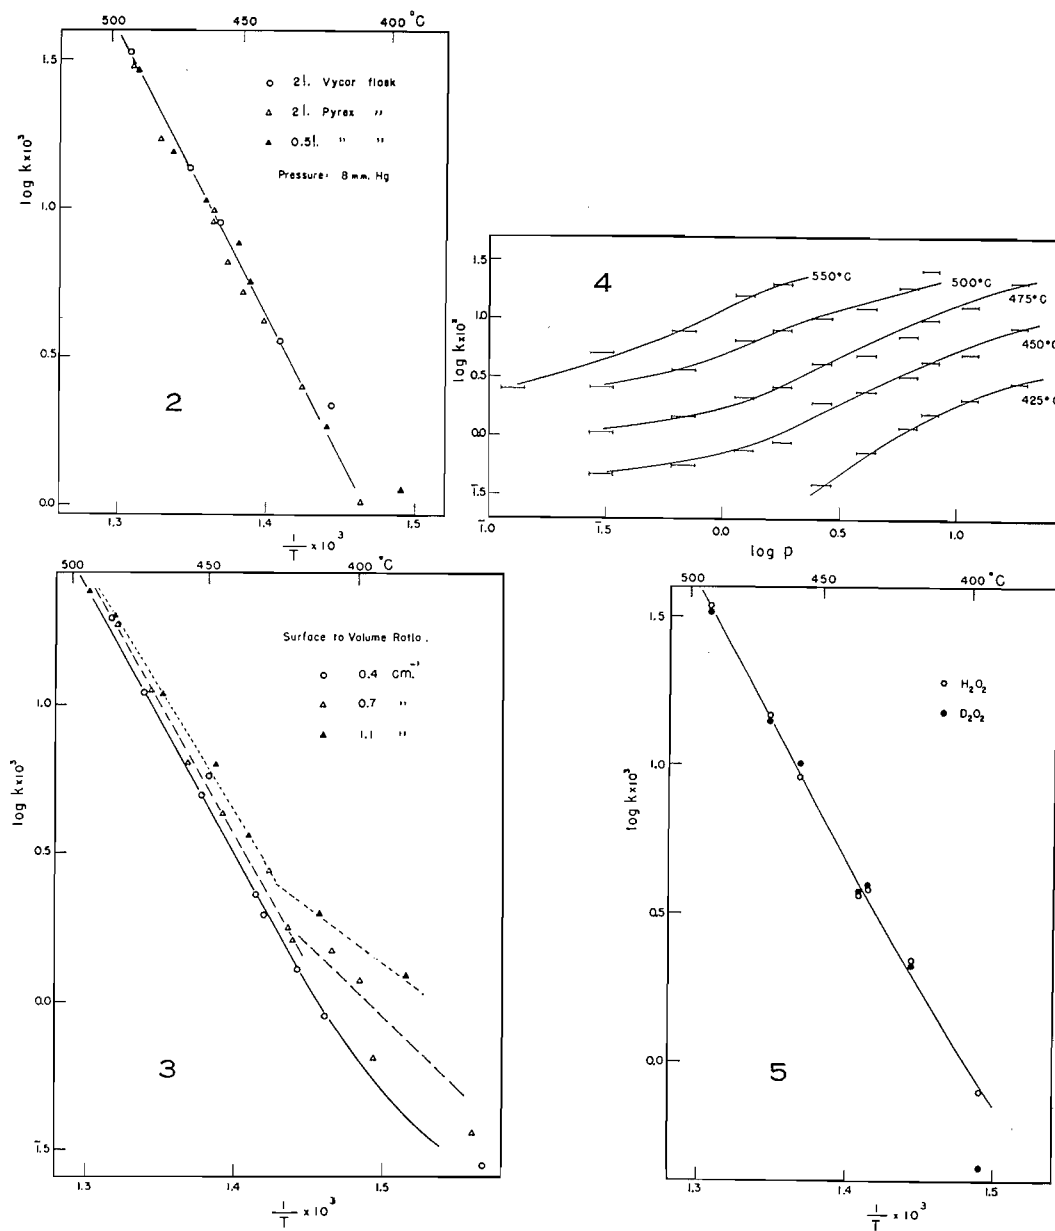 500 450 400 °C
1.5
1.0
0.5
0.0
log k×10³
○ 2l. Vycor flask
△ 2l. Pyrex "
▲ 0.5l. " "
Pressure: 8 mm. Hg
2
1.3 1.4 1.5
1/T ×10³
4
550°C
500°C
475°C
450°C
425°C
1.5
1.0
0.5
0.0
1̄.5
log k×10³
1̄.0 1̄.5 0.0 0.5 1.0
log p
500 450 400 °C
Surface to Volume Ratio.
○ 0.4 cm.⁻¹
△ 0.7 "
▲ 1.1 "
1.0
0.5
0.0
1̄.5
log k×10³
3
1.3 1.4 1.5
1/T ×10³
500 450 400 °C
○ H₂O₂
● D₂O₂
1.5
1.0
0.5
0.0
log k×10³
5
1.3 1.4 1.5
1/T ×10³